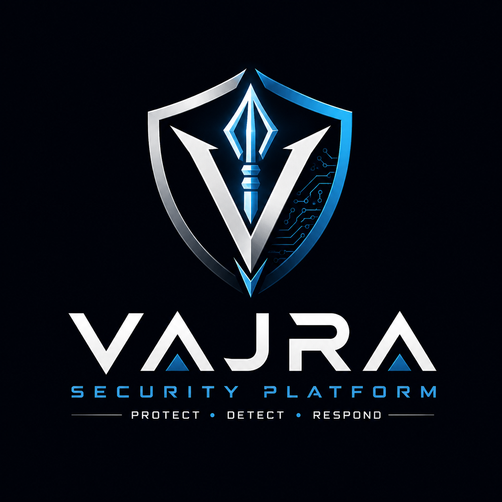 VAJRA
SECURITY PLATFORM
PROTECT • DETECT • RESPOND